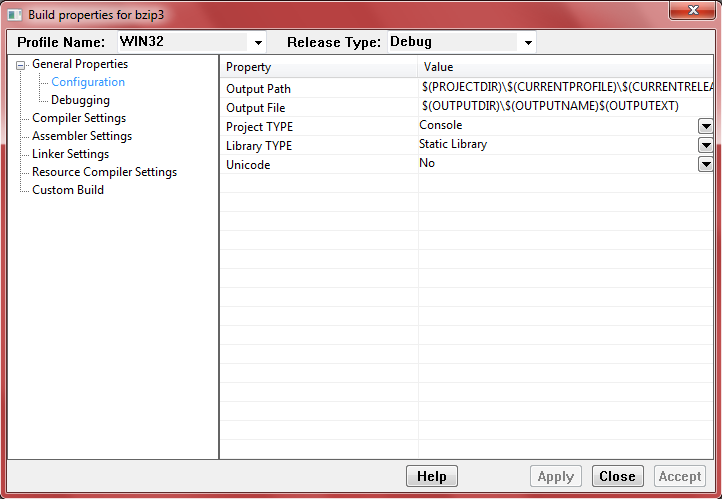 Build properties for bzip3
Profile Name: WIN32 Release Type: Debug
General Properties
Configuration
Debugging
Compiler Settings
Assembler Settings
Linker Settings
Resource Compiler Settings
Custom Build
Property Value
Output Path $(PROJECTDIR)\$(CURRENTPROFILE)\$(CURRENTRELEA
Output File $(OUTPUTDIR)\$(OUTPUTNAME)$(OUTPUTEXT)
Project TYPE Console
Library TYPE Static Library
Unicode No
Help Apply Close Accept